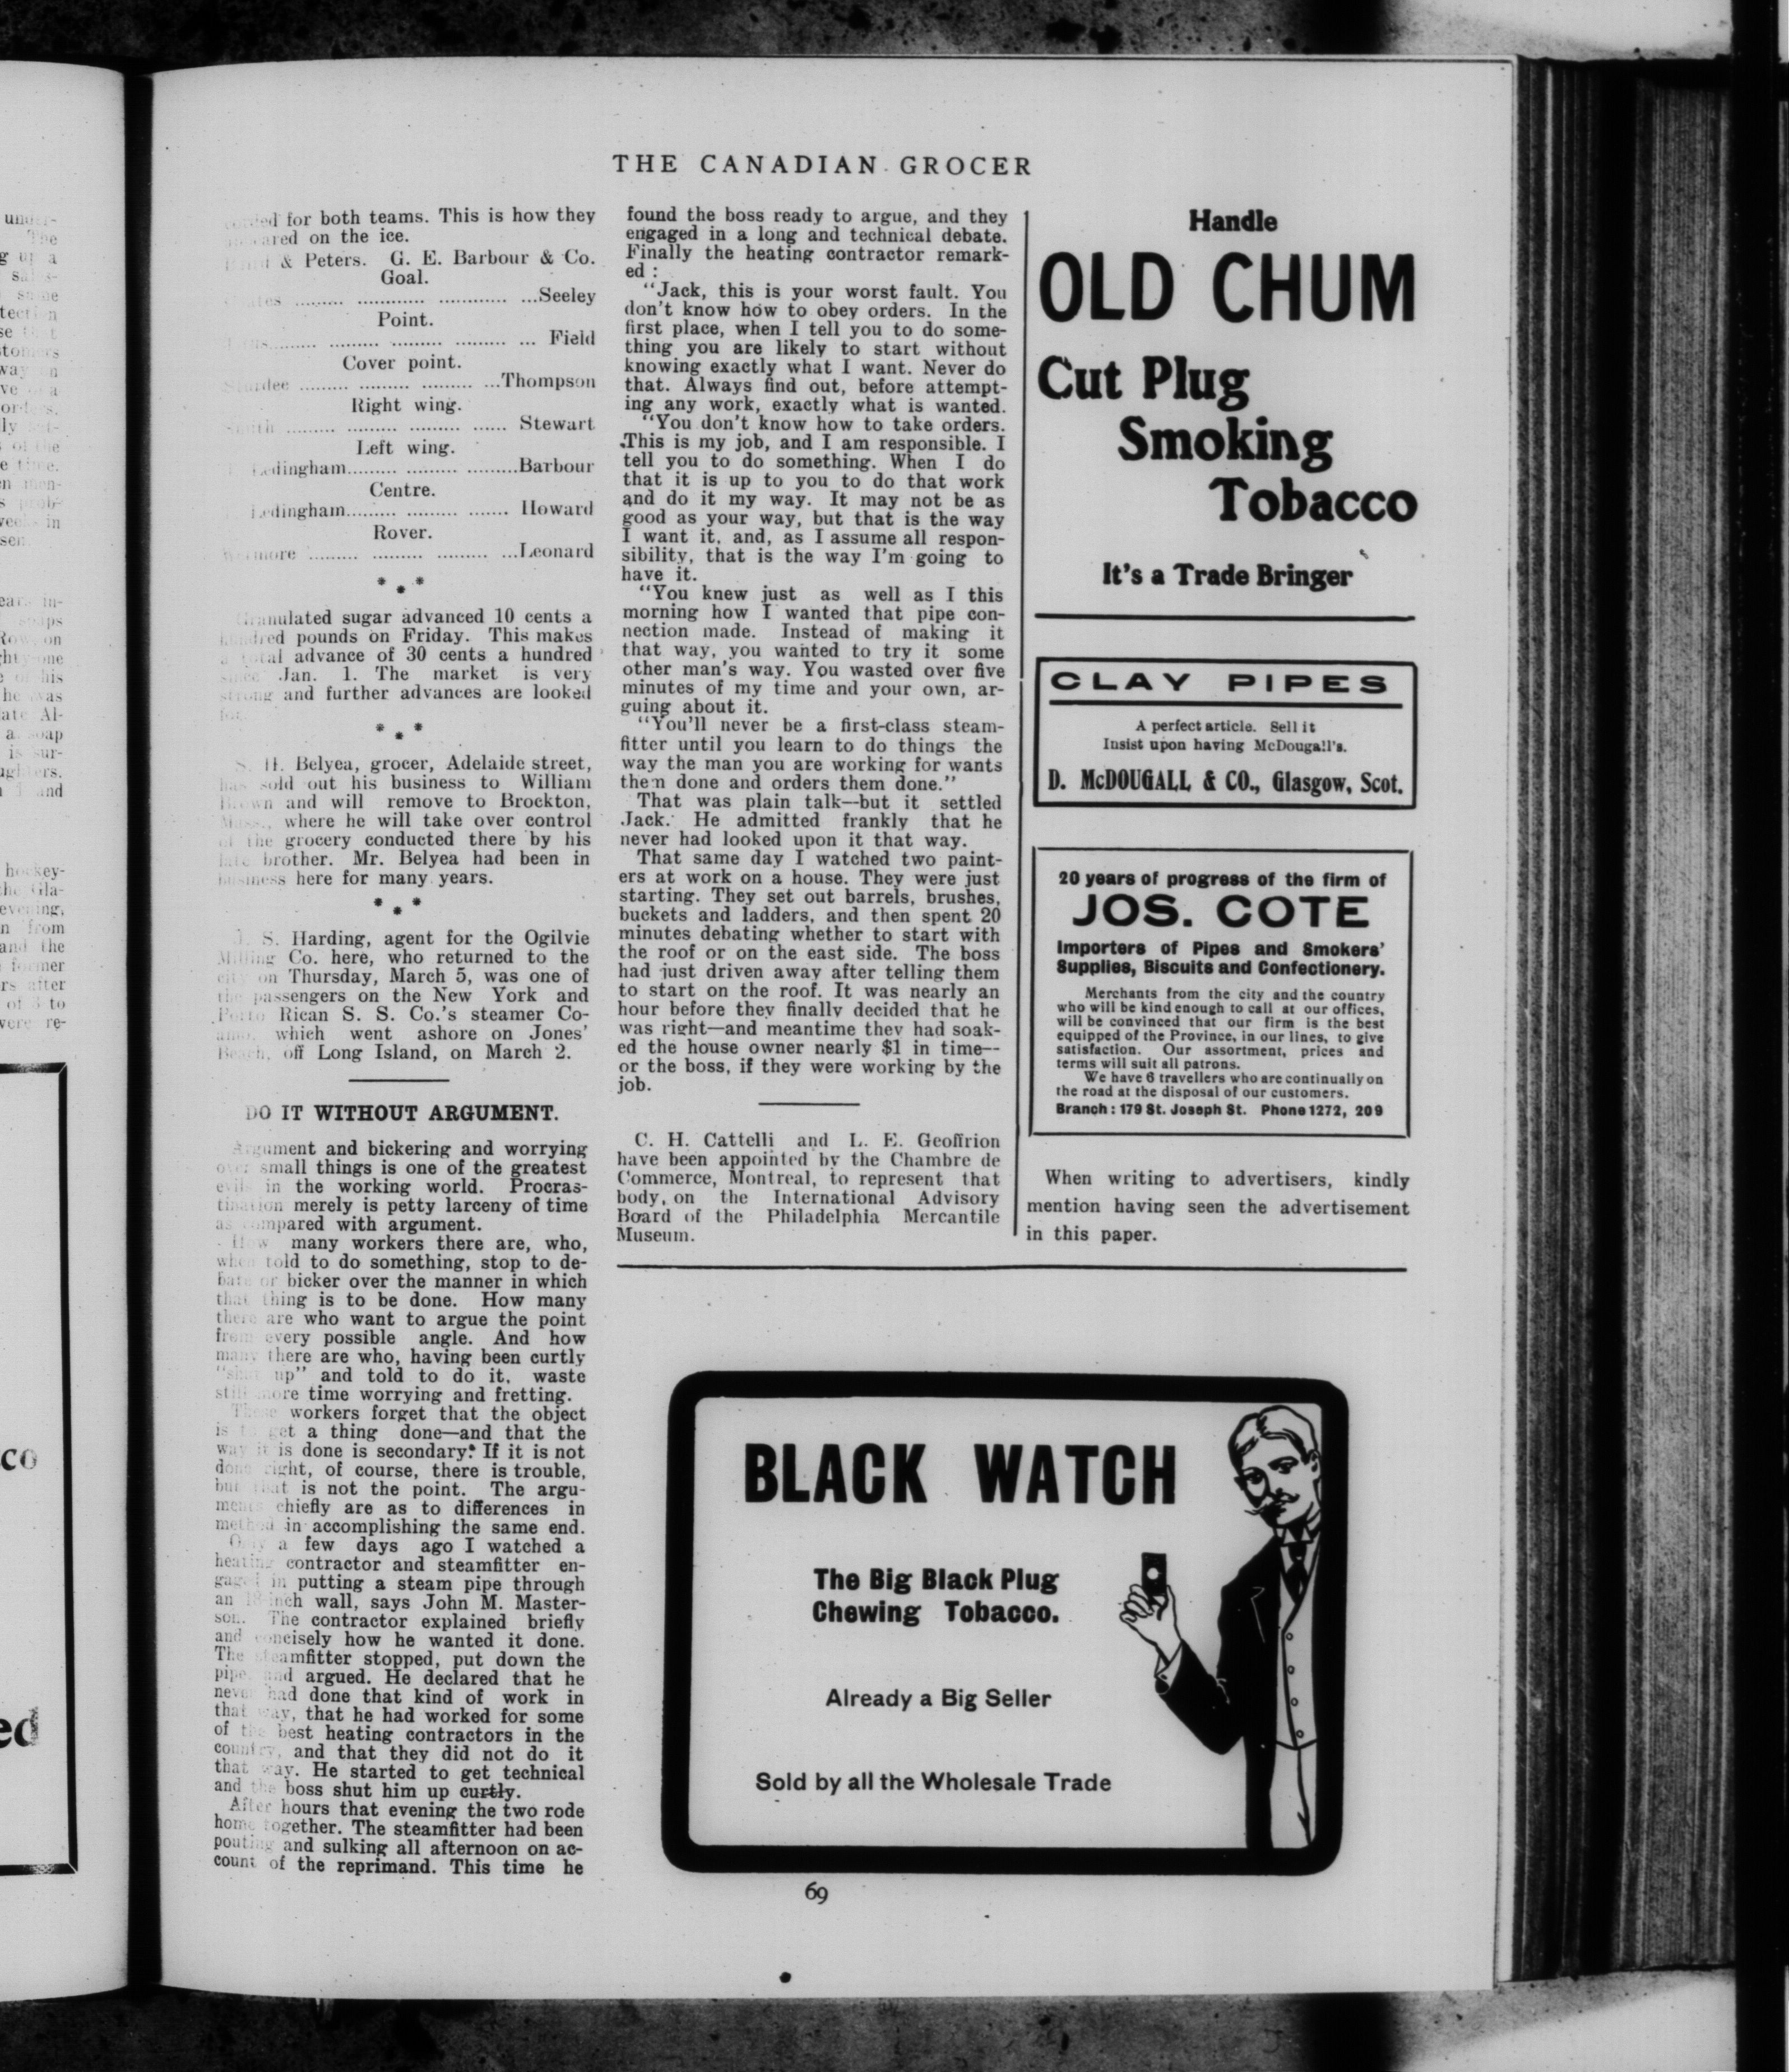 THE CANADIAN GROCER
for both teams. This is how they
on the ice.
& Peters. G. E. Barbour & Co.
Goal.
......... ............ ............ ...Seeley
Point.
......... ......... ......... ......... ... Field
Cover point.
......... ......... ......... ...Thompson
Right wing.
Smith ......... ......... ......... ...... Stewart
Left wing.
Ledingham......... ......... .........Barbour
Centre.
Ledingham......... ......... ....... Howard
Rover.
......... ......... ......... ...Leonard
* * *
Granulated sugar advanced 10 cents a
hundred pounds on Friday. This makes
a total advance of 30 cents a hundred
since Jan. 1. The market is very
strong and further advances are looked
for.
* * *
S. H. Belyea, grocer, Adelaide street,
has sold out his business to William
Brown and will remove to Brockton,
Mass., where he will take over control
of the grocery conducted there by his
late brother. Mr. Belyea had been in
business here for many years.
* * *
S. Harding, agent for the Ogilvie
Milling Co. here, who returned to the
city on Thursday, March 5, was one of
the passengers on the New York and
Porto Rican S. S. Co.'s steamer Co-
amo, which went ashore on Jones'
Beach, off Long Island, on March 2.
DO IT WITHOUT ARGUMENT.
Argument and bickering and worrying
over small things is one of the greatest
evils in the working world. Procras-
tination merely is petty larceny of time
as compared with argument.
How many workers there are, who,
when told to do something, stop to de-
bate or bicker over the manner in which
that thing is to be done. How many
there are who want to argue the point
from every possible angle. And how
many there are who, having been curtly
"shut up" and told to do it, waste
still more time worrying and fretting.
These workers forget that the object
is to get a thing done—and that the
way it is done is secondary. If it is not
done right, of course, there is trouble,
but that is not the point. The argu-
ments chiefly are as to differences in
method in accomplishing the same end.
Only a few days ago I watched a
heating contractor and steamfitter en-
gaged in putting a steam pipe through
an 18-inch wall, says John M. Master-
son. The contractor explained briefly
and concisely how he wanted it done.
The steamfitter stopped, put down the
pipe and argued. He declared that he
never had done that kind of work in
that way, that he had worked for some
of the best heating contractors in the
country, and that they did not do it
that way. He started to get technical
and the boss shut him up curtly.
After hours that evening the two rode
home together. The steamfitter had been
pouting and sulking all afternoon on ac-
count of the reprimand. This time he
found the boss ready to argue, and they
engaged in a long and technical debate.
Finally the heating contractor remark-
ed :
"Jack, this is your worst fault. You
don't know how to obey orders. In the
first place, when I tell you to do some-
thing you are likely to start without
knowing exactly what I want. Never do
that. Always find out, before attempt-
ing any work, exactly what is wanted.
"You don't know how to take orders.
This is my job, and I am responsible. I
tell you to do something. When I do
that it is up to you to do that work
and do it my way. It may not be as
good as your way, but that is the way
I want it, and, as I assume all respon-
sibility, that is the way I'm going to
have it.
"You knew just as well as I this
morning how I wanted that pipe con-
nection made. Instead of making it
that way, you wanted to try it some
other man's way. You wasted over five
minutes of my time and your own, ar-
guing about it.
"You'll never be a first-class steam-
fitter until you learn to do things the
way the man you are working for wants
them done and orders them done."
That was plain talk—but it settled
Jack. He admitted frankly that he
never had looked upon it that way.
That same day I watched two paint-
ers at work on a house. They were just
starting. They set out barrels, brushes,
buckets and ladders, and then spent 20
minutes debating whether to start with
the roof or on the east side. The boss
had just driven away after telling them
to start on the roof. It was nearly an
hour before they finally decided that he
was right—and meantime they had soak-
ed the house owner nearly $1 in time—
or the boss, if they were working by the
job.
C. H. Cattelli and L. E. Geoffrion
have been appointed by the Chambre de
Commerce, Montreal, to represent that
body, on the International Advisory
Board of the Philadelphia Mercantile
Museum.
Handle
OLD CHUM
Cut Plug
Smoking
Tobacco
It's a Trade Bringer
CLAY PIPES
A perfect article. Sell it
Insist upon having McDougall's.
D. McDOUGALL & CO., Glasgow, Scot.
20 years of progress of the firm of
JOS. COTE
Importers of Pipes and Smokers'
Supplies, Biscuits and Confectionery.
Merchants from the city and the country
who will be kind enough to call at our offices,
will be convinced that our firm is the best
equipped of the Province, in our lines, to give
satisfaction. Our assortment, prices and
terms will suit all patrons.
We have 6 travellers who are continually on
the road at the disposal of our customers.
Branch: 179 St. Joseph St. Phone 1272, 209
When writing to advertisers, kindly
mention having seen the advertisement
in this paper.
BLACK WATCH
The Big Black Plug
Chewing Tobacco.
Already a Big Seller
Sold by all the Wholesale Trade
69